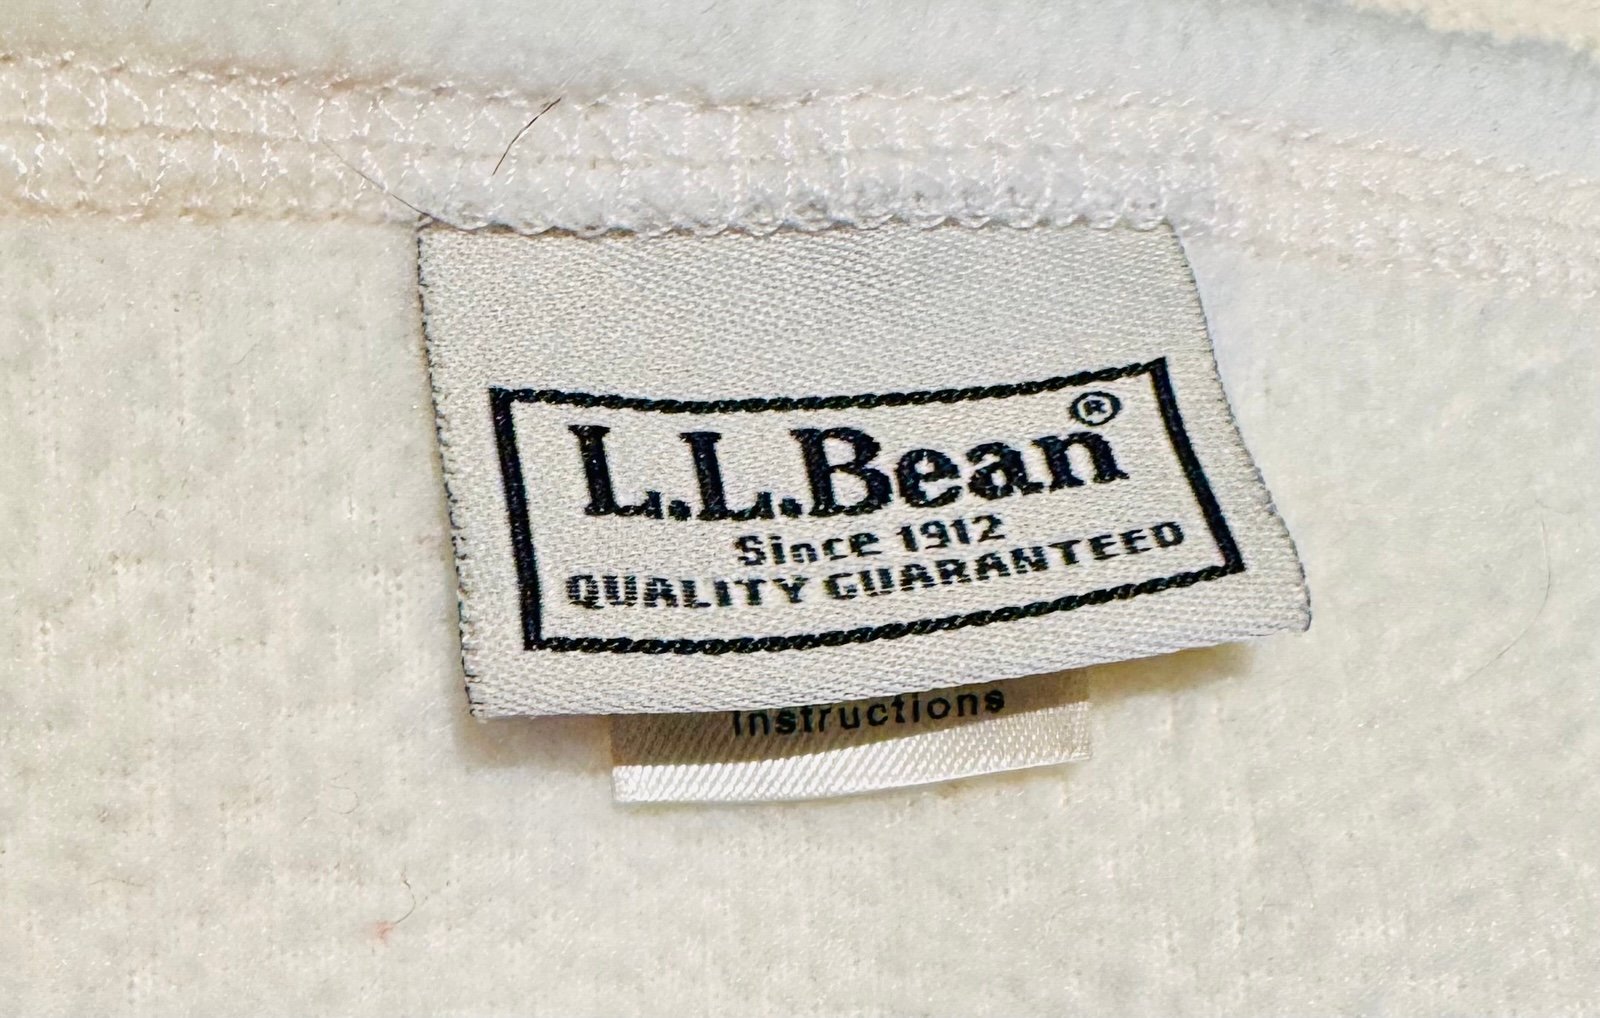 L.L.Bean®
Since 1912
QUALITY GUARANTEED
Instructions